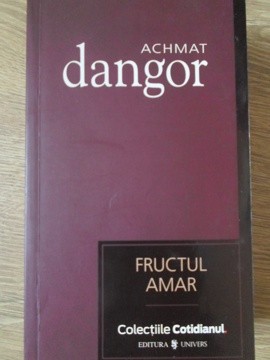 ACHMAT
dangor
FRUCTUL
AMAR
Colecțiile Cotidianul.
EDITURA UNIVERS